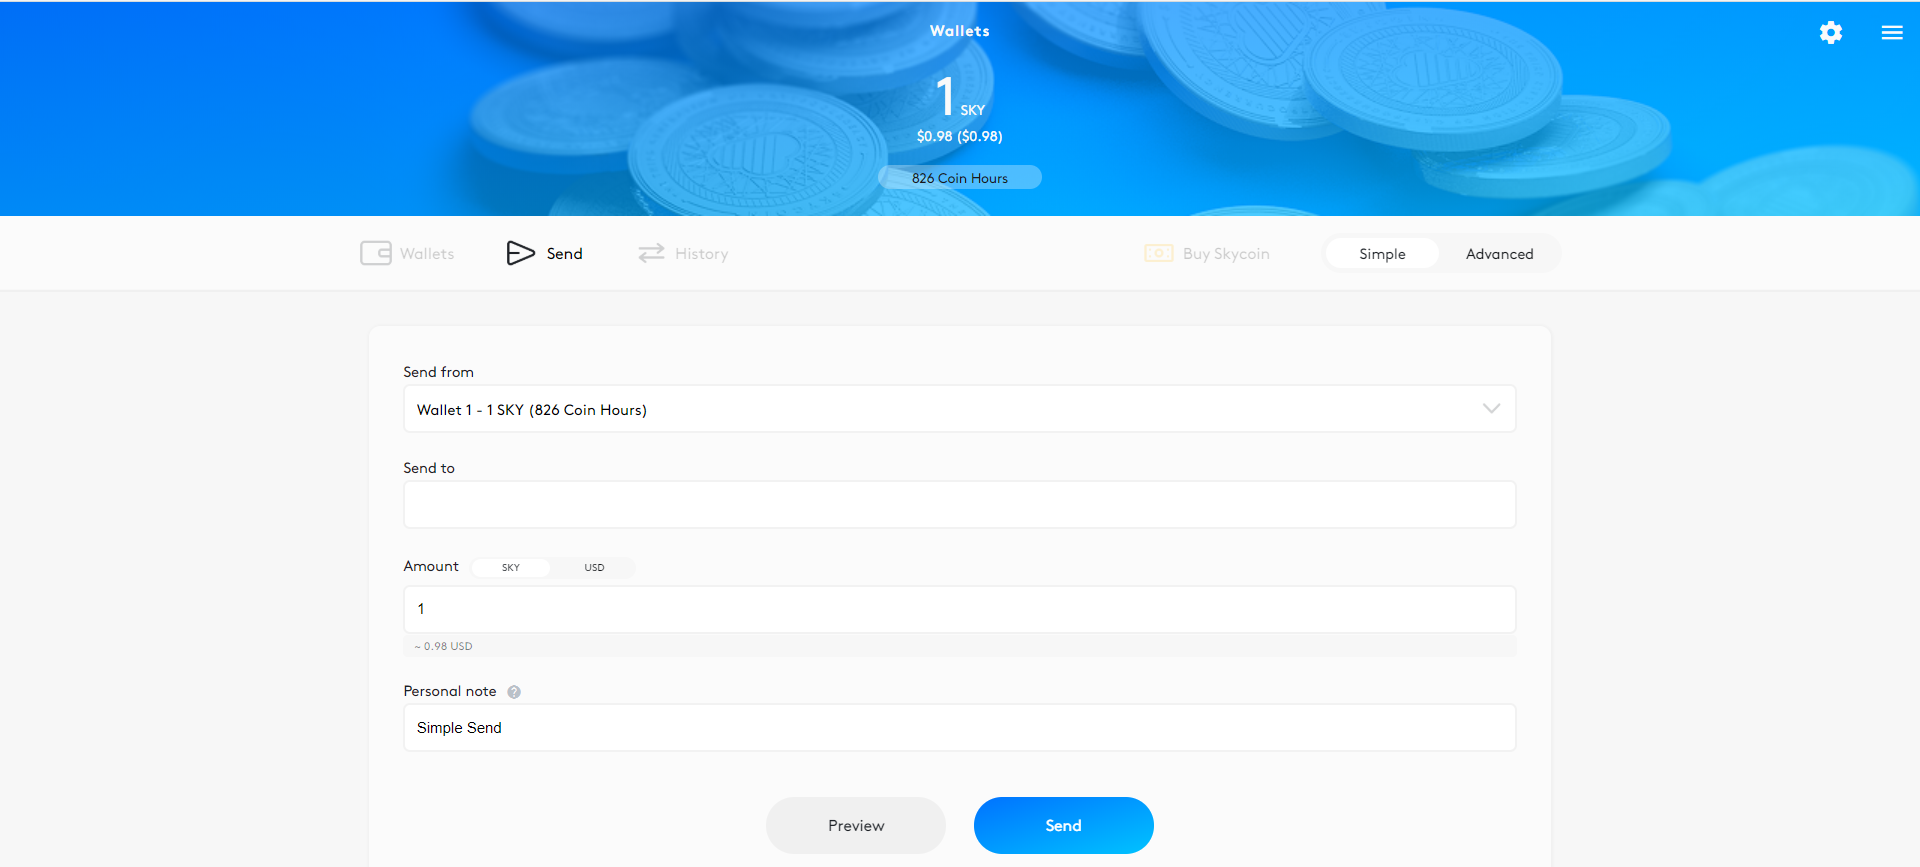 Wallets
1 SKY
$0.98 ($0.98)
826 Coin Hours
Wallets Send History Buy Skycoin Simple Advanced
Send from
Wallet 1 - 1 SKY (826 Coin Hours)
Send to
Amount SKY USD
1
~ 0.98 USD
Personal note ?
Simple Send
Preview Send